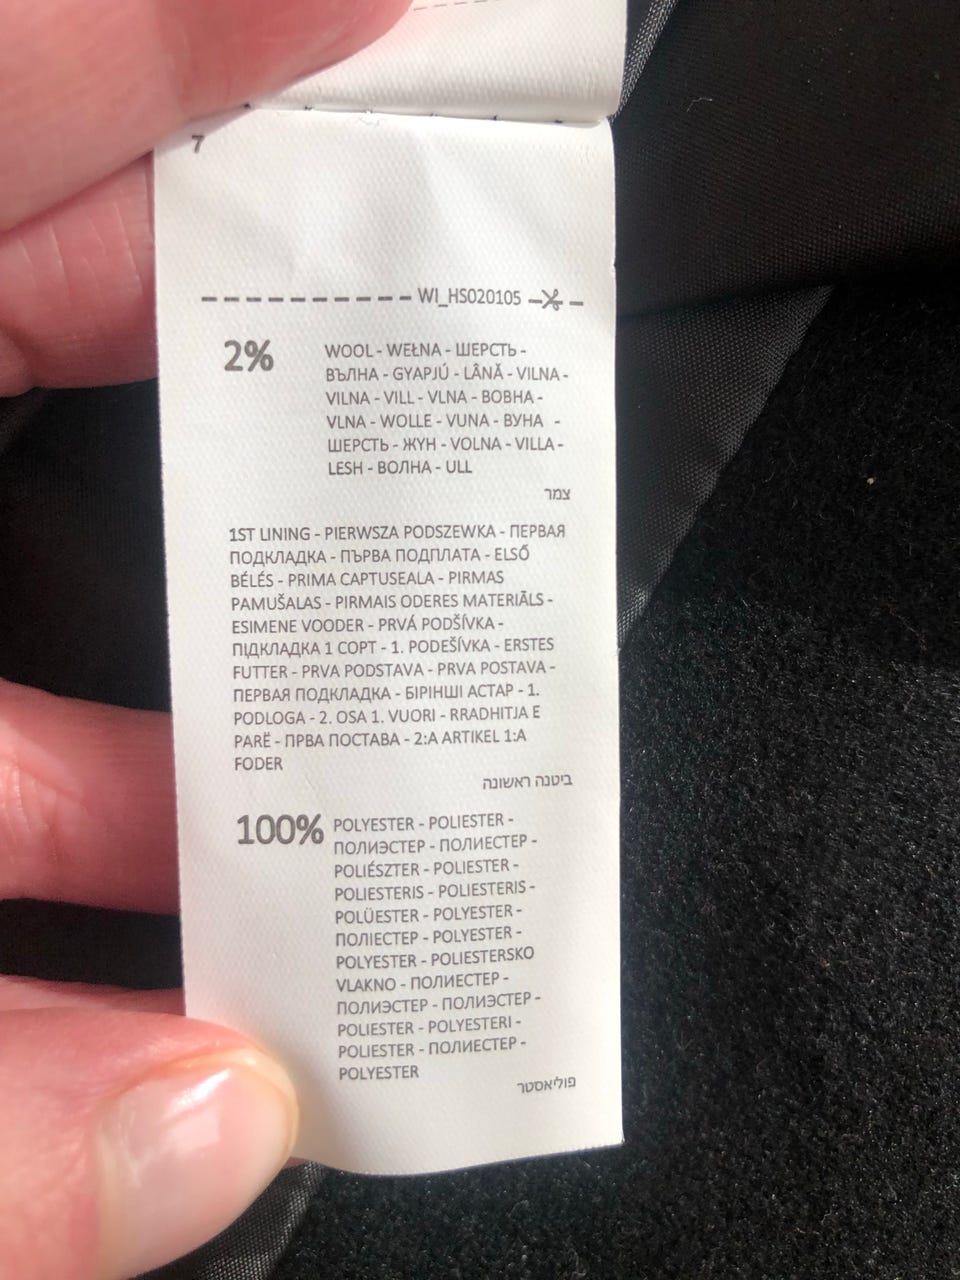 7
WI_HS020105
2%
WOOL - WEŁNA - ШЕРСТЬ -
ВЪЛНА - GYAPJÚ - LÂNĂ - VILNA -
VILNA - VILL - VLNA - ВОВНА -
VLNA - WOLLE - VUNA - ВУНА -
ШЕРСТЬ - ЖҮН - VOLNA - VILLA -
LESH - ВОЛНА - ULL
צמר
1ST LINING - PIERWSZA PODSZEWKA - ПЕРВАЯ
ПОДКЛАДКА - ПЪРВА ПОДПЛАТА - ELSŐ
BÉLÉS - PRIMA CAPTUSEALA - PIRMAS
PAMUŠALAS - PIRMAIS ODERES MATERIĀLS -
ESIMENE VOODER - PRVÁ PODŠÍVKA -
ПІДКЛАДКА 1 СОРТ - 1. PODEŠÍVKA - ERSTES
FUTTER - PRVA PODSTAVA - PRVA POSTAVA -
ПЕРВАЯ ПОДКЛАДКА - БІРІНШІ АСТАР - 1.
PODLOGA - 2. OSA 1. VUORI - RRADHITJA E
PARË - ПРВА ПОСТАВА - 2:A ARTIKEL 1:A
FODER
ביטנה ראשונה
100%
POLYESTER - POLIESTER -
ПОЛИЭСТЕР - ПОЛИЕСТЕР -
POLIÉSZTER - POLIESTER -
POLIESTERIS - POLIESTERIS -
POLÜESTER - POLYESTER -
ПОЛІЕСТЕР - POLYESTER -
POLYESTER - POLIESTERSKO
VLAKNO - ПОЛИЕСТЕР -
ПОЛИЭСТЕР - ПОЛИЭСТЕР -
POLIESTER - POLYESTERI -
POLIESTER - ПОЛИЕСТЕР -
POLYESTER
פוליאסטר